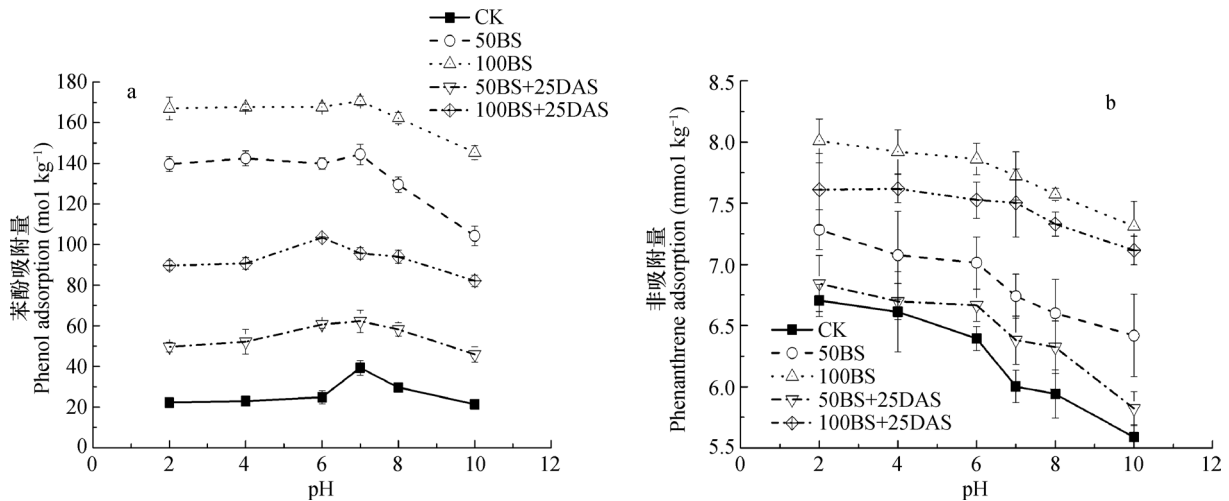 CK
50BS
100BS
50BS+25DAS
100BS+25DAS
a
180
160
140
120
100
80
60
40
20
0
苯酚吸附量
Phenol adsorption (mo1 kg⁻¹)
0 2 4 6 8 10 12
pH
b
8.5
8.0
7.5
7.0
6.5
6.0
5.5
非吸附量
Phenanthrene adsorption (mmo1 kg⁻¹)
CK
50BS
100BS
50BS+25DAS
100BS+25DAS
0 2 4 6 8 10 12
pH